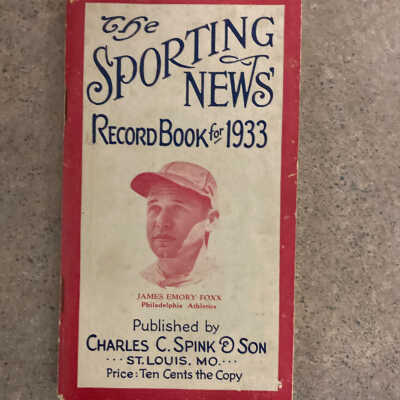 The
SPORTING
NEWS
RECORD BOOK for 1933
JAMES EMORY FOXX
Philadelphia Athletics
Published by
CHARLES C. SPINK & SON
ST. LOUIS, MO.
Price: Ten Cents the Copy